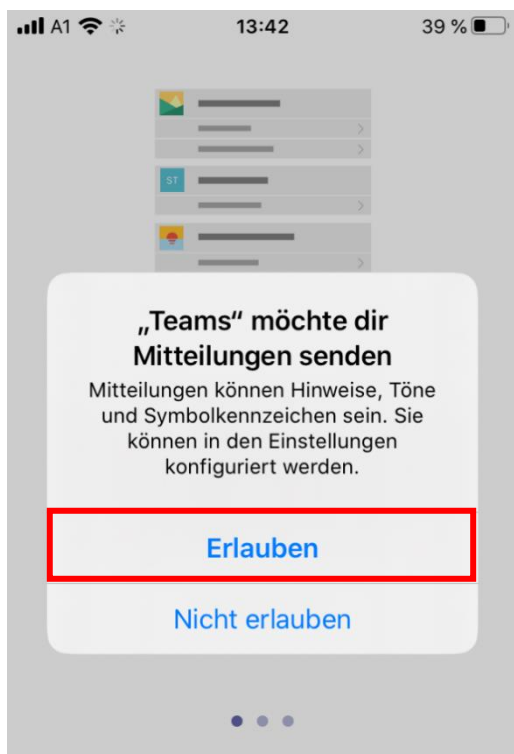 A1 13:42 39 %
ST
„Teams“ möchte dir
Mitteilungen senden
Mitteilungen können Hinweise, Töne
und Symbolkennzeichen sein. Sie
können in den Einstellungen
konfiguriert werden.
Erlauben
Nicht erlauben